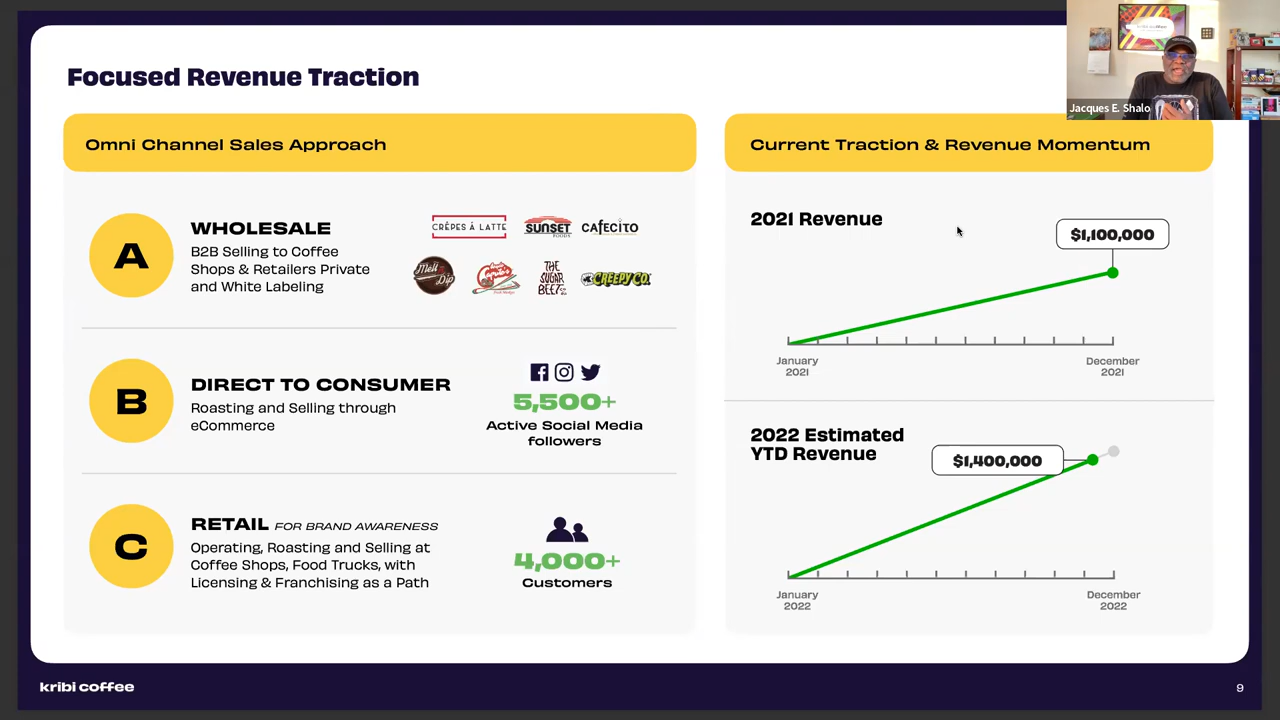 Focused Revenue Traction
Jacques E. Shalo
Omni Channel Sales Approach
A
WHOLESALE
B2B Selling to Coffee
Shops & Retailers Private
and White Labeling
CRÊPES À LATTE
SUNSET
FOODS
CAFECITO
Melt n Dip
THE
SUGAR
BEET CO.
CREEPY CO.
B
DIRECT TO CONSUMER
Roasting and Selling through
eCommerce
5,500+
Active Social Media
followers
C
RETAIL FOR BRAND AWARENESS
Operating, Roasting and Selling at
Coffee Shops, Food Trucks, with
Licensing & Franchising as a Path
4,000+
Customers
Current Traction & Revenue Momentum
2021 Revenue
$1,100,000
January
2021
December
2021
2022 Estimated
YTD Revenue
$1,400,000
January
2022
December
2022
kribi coffee
9